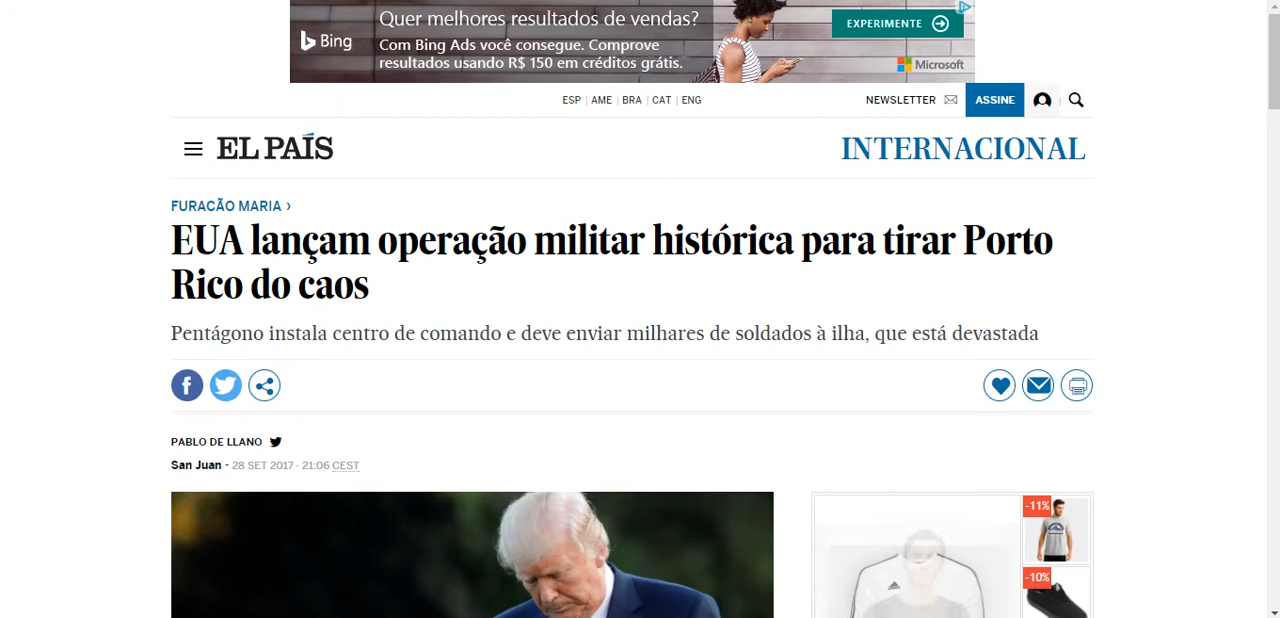 Quer melhores resultados de vendas?
Com Bing Ads você consegue. Comprove
resultados usando R$ 150 em créditos grátis.
Bing
EXPERIMENTE
Microsoft
ESP | AME | BRA | CAT | ENG
NEWSLETTER
ASSINE
EL PAÍS
INTERNACIONAL
FURACÃO MARIA ›
EUA lançam operação militar histórica para tirar Porto
Rico do caos
Pentágono instala centro de comando e deve enviar milhares de soldados à ilha, que está devastada
PABLO DE LLANO
San Juan - 28 SET 2017 - 21:06 CEST
-11%
-10%